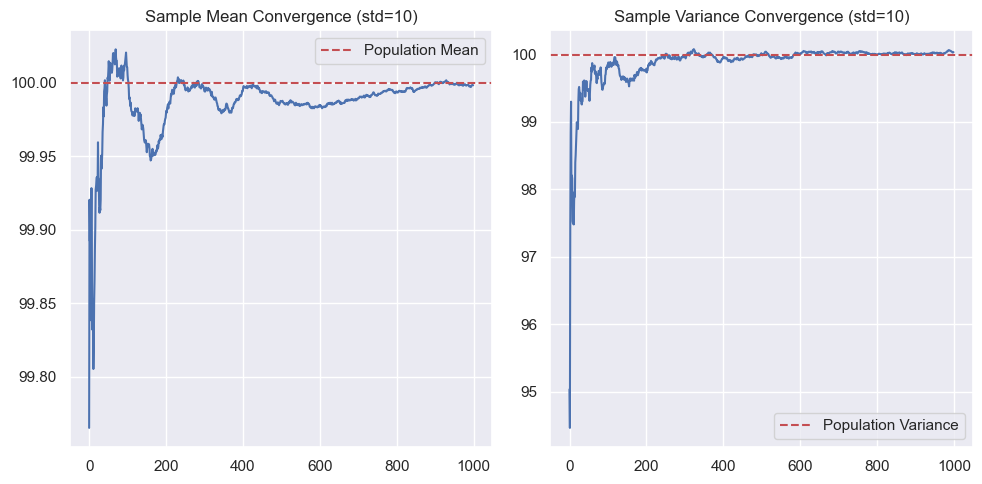 Sample Mean Convergence (std=10)
Population Mean
100.00
99.95
99.90
99.85
99.80
0 200 400 600 800 1000
Sample Variance Convergence (std=10)
100
99
98
97
96
95
Population Variance
0 200 400 600 800 1000